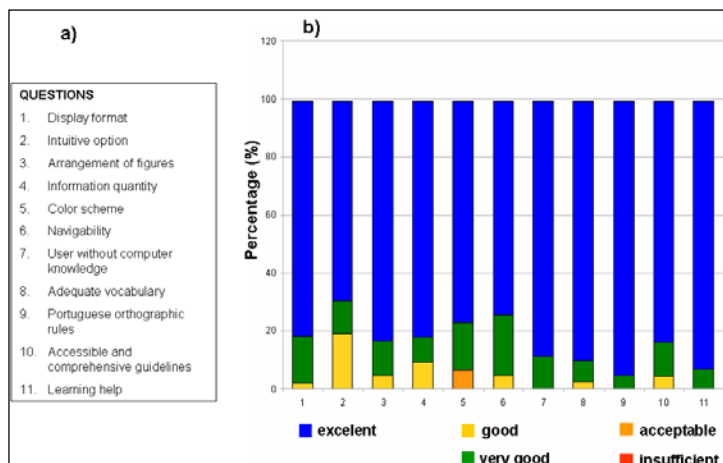 a)
QUESTIONS
1. Display format
2. Intuitive option
3. Arrangement of figures
4. Information quantity
5. Color scheme
6. Navigability
7. User without computer
knowledge
8. Adequate vocabulary
9. Portuguese orthographic
rules
10. Accessible and
comprehensive guidelines
11. Learning help
b)
Percentage (%)
120
100
80
60
40
20
0
1 2 3 4 5 6 7 8 9 10 11
excelent good acceptable
very good insufficient